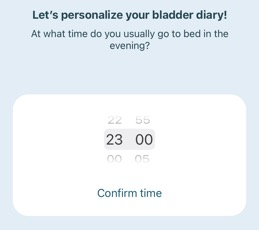 Let's personalize your bladder diary!
At what time do you usually go to bed in the
evening?
22 55
23 00
00 05
Confirm time